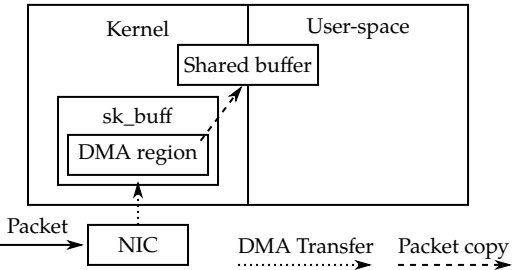 Kernel
User-space
Shared buffer
sk_buff
DMA region
Packet
NIC
DMA Transfer
Packet copy